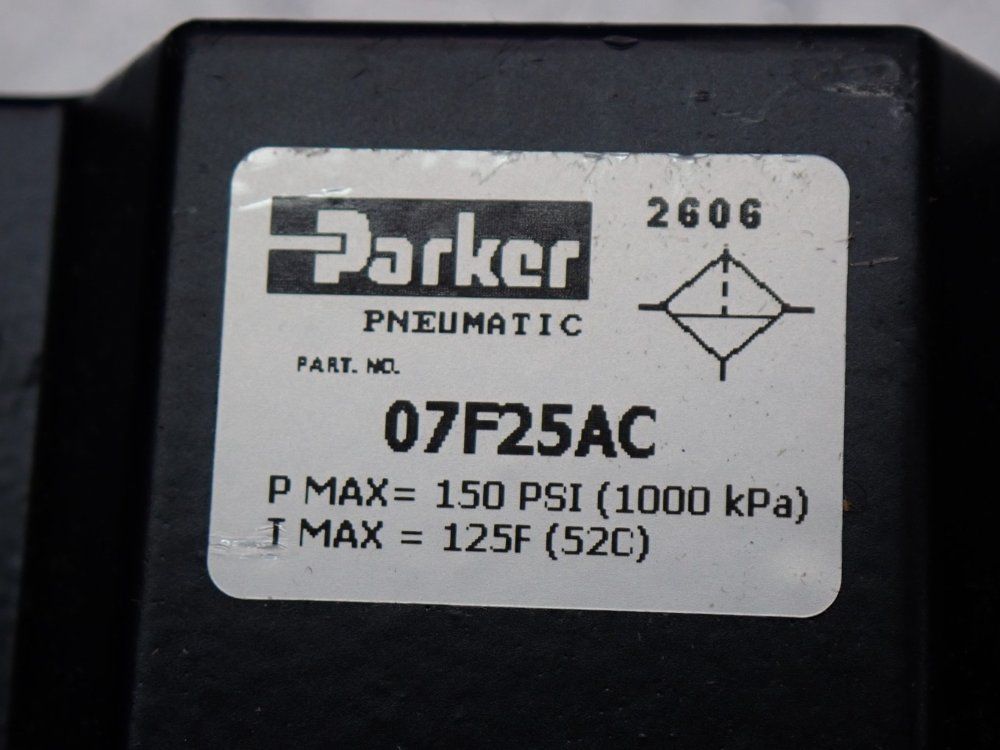 Parker
2606
PNEUMATIC
PART. NO.
07F25AC
P MAX= 150 PSI (1000 kPa)
T MAX = 125F (52C)